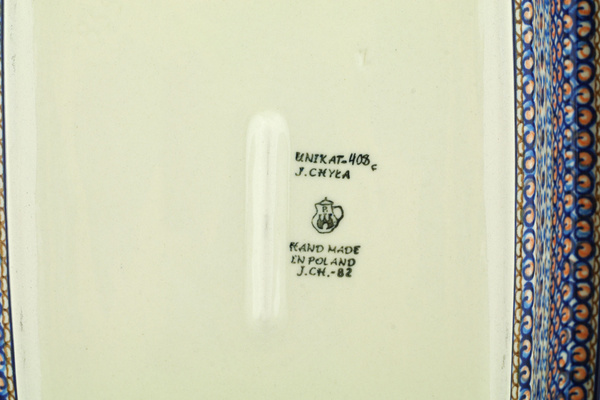 UNIKAT-408c
J. CHYŁA
HAND MADE
IN POLAND
J.CH.-82